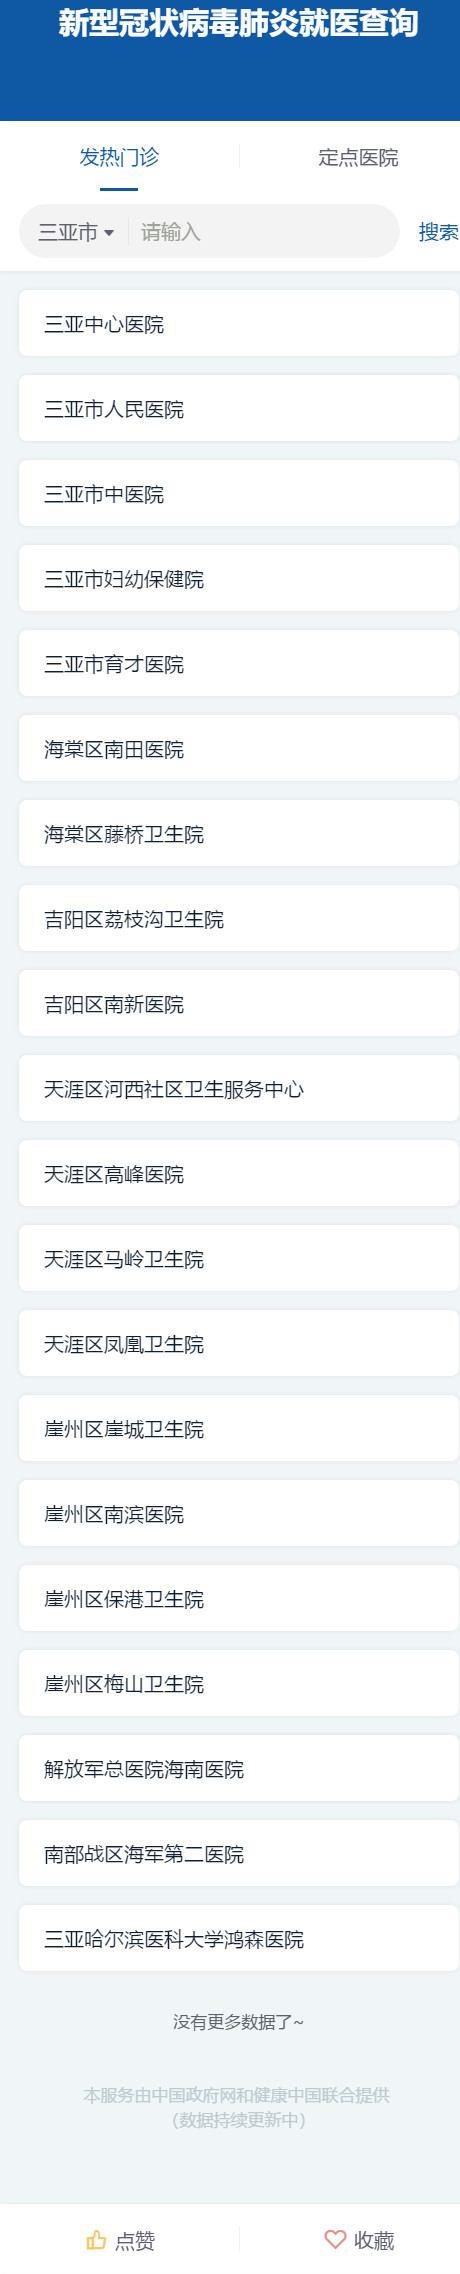 新型冠状病毒肺炎就医查询
发热门诊 定点医院
三亚市 请输入 搜索
三亚中心医院
三亚市人民医院
三亚市中医院
三亚市妇幼保健院
三亚市育才医院
海棠区南田医院
海棠区藤桥卫生院
吉阳区荔枝沟卫生院
吉阳区南新医院
天涯区河西社区卫生服务中心
天涯区高峰医院
天涯区马岭卫生院
天涯区凤凰卫生院
崖州区崖城卫生院
崖州区南滨医院
崖州区保港卫生院
崖州区梅山卫生院
解放军总医院海南医院
南部战区海军第二医院
三亚哈尔滨医科大学鸿森医院
没有更多数据了~
本服务由中国政府网和健康中国联合提供
（数据持续更新中）
点赞 收藏